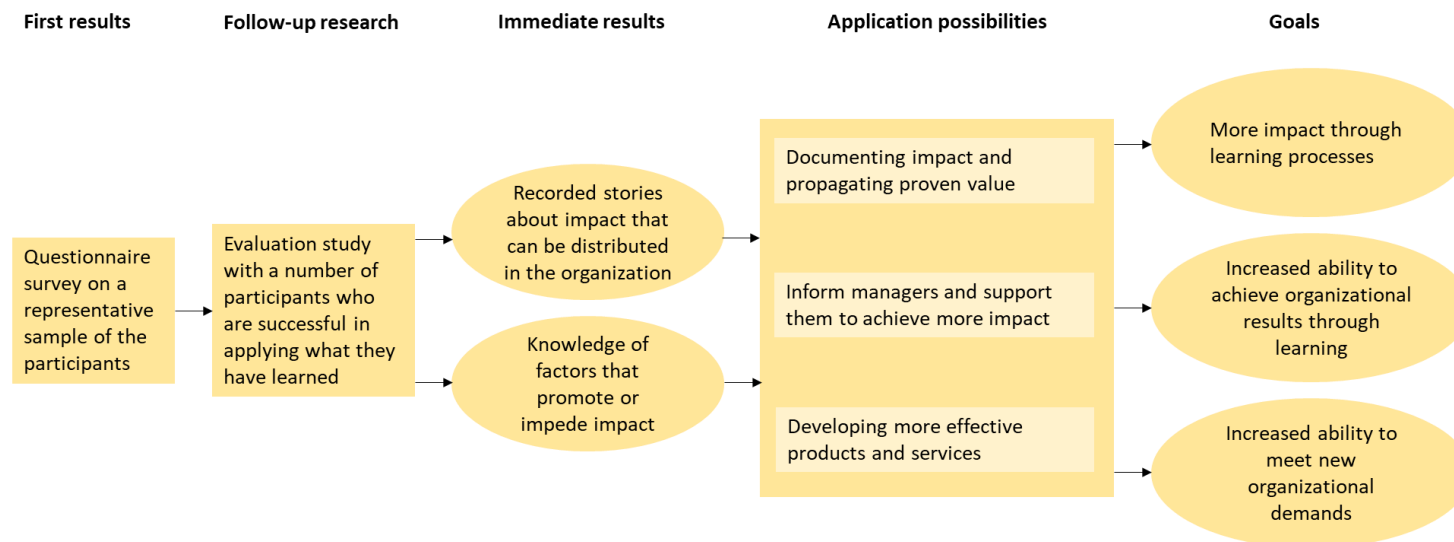 First results
Follow-up research
Immediate results
Application possibilities
Goals
Questionnaire
survey on a
representative
sample of the
participants
Evaluation study
with a number of
participants who
are successful in
applying what they
have learned
Recorded stories
about impact that
can be distributed
in the organization
Knowledge of
factors that
promote or
impede impact
Documenting impact and
propagating proven value
Inform managers and support
them to achieve more impact
Developing more effective
products and services
More impact through
learning processes
Increased ability to
achieve organizational
results through
learning
Increased ability to
meet new
organizational
demands